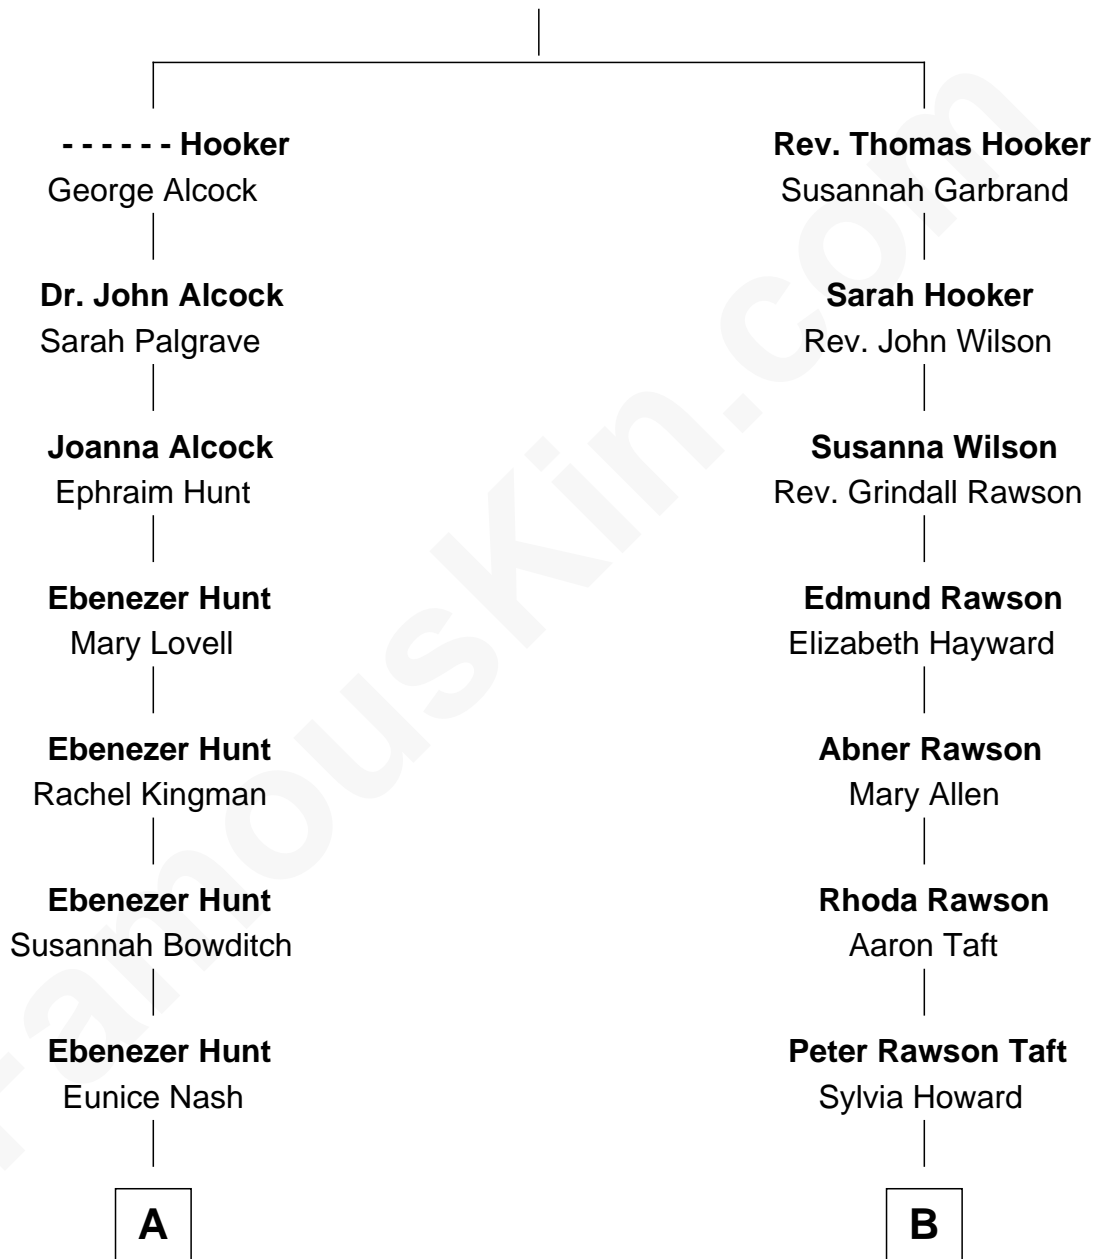 - - - - - - Hooker
George Alcock
Dr. John Alcock
Sarah Palgrave
Joanna Alcock
Ephraim Hunt
Ebenezer Hunt
Mary Lovell
Ebenezer Hunt
Rachel Kingman
Ebenezer Hunt
Susannah Bowditch
Ebenezer Hunt
Eunice Nash
A
Rev. Thomas Hooker
Susannah Garbrand
Sarah Hooker
Rev. John Wilson
Susanna Wilson
Rev. Grindall Rawson
Edmund Rawson
Elizabeth Hayward
Abner Rawson
Mary Allen
Rhoda Rawson
Aaron Taft
Peter Rawson Taft
Sylvia Howard
B
FamousKin.com